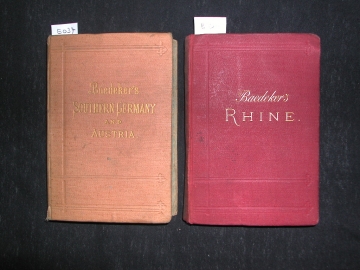 Baedeker's
SOUTHERN GERMANY
AND
AUSTRIA.
Baedeker's
RHINE.